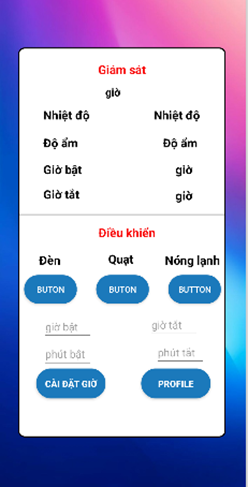 Giám sát
giờ
Nhiệt độ Nhiệt độ
Độ ẩm Độ ẩm
Giờ bật giờ
Giờ tắt giờ
Điều khiển
Đèn Quạt Nóng lạnh
BUTON BUTON BUTTON
giờ bật giờ tắt
phút bật phút tắt
CÀI ĐẶT GIỜ PROFILE